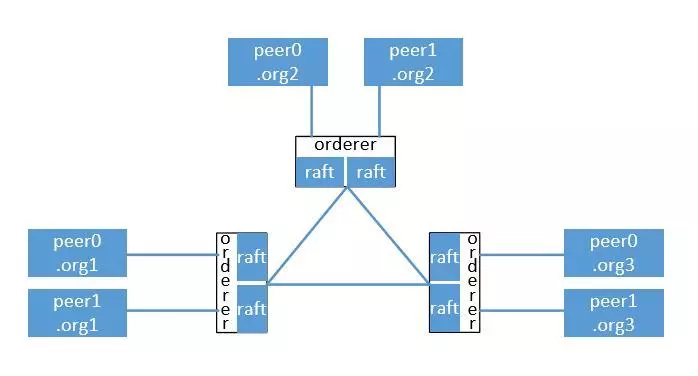 peer0
.org2
peer1
.org2
orderer
raft raft
peer0
.org1
peer1
.org1
orderer
raft
raft
raft
raft
orderer
peer0
.org3
peer1
.org3